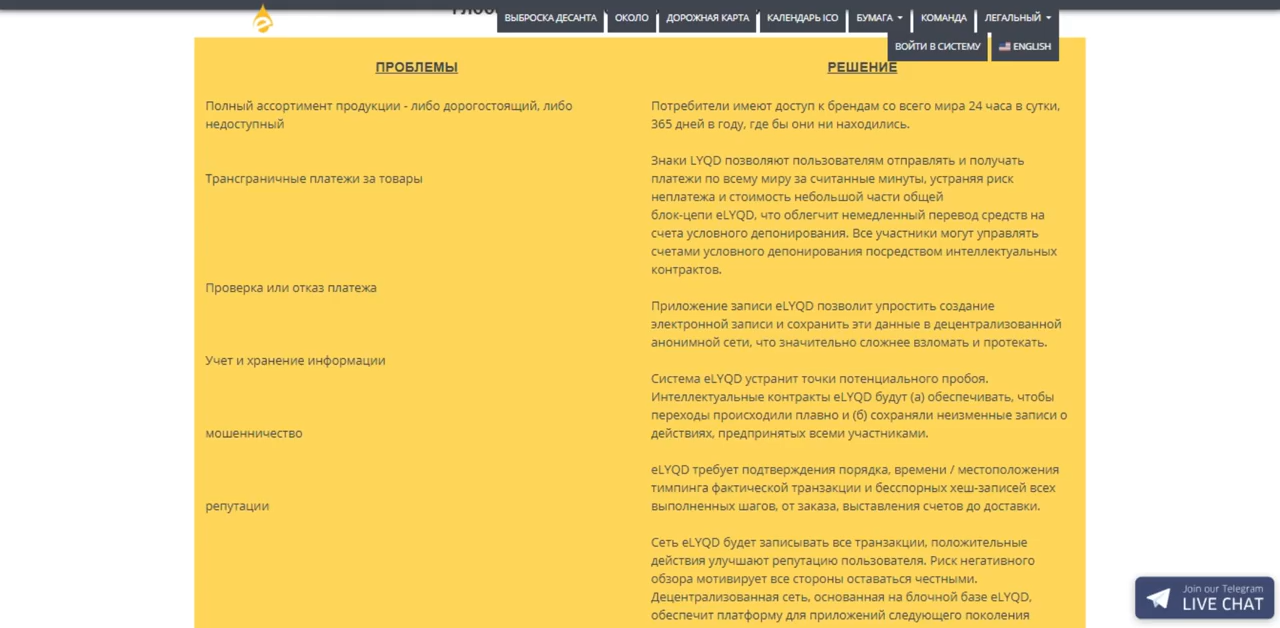 ВЫБРОСКА ДЕСАНТА
ОКОЛО
ДОРОЖНАЯ КАРТА
КАЛЕНДАРЬ ICO
БУМАГА
КОМАНДА
ЛЕГАЛЬНЫЙ
ВОЙТИ В СИСТЕМУ
ENGLISH
ПРОБЛЕМЫ
Полный ассортимент продукции - либо дорогостоящий, либо
недоступный
Трансграничные платежи за товары
Проверка или отказ платежа
Учет и хранение информации
мошенничество
репутации
РЕШЕНИЕ
Потребители имеют доступ к брендам со всего мира 24 часа в сутки,
365 дней в году, где бы они ни находились.
Знаки LYQD позволяют пользователям отправлять и получать
платежи по всему миру за считанные минуты, устраняя риск
неплатежа и стоимость небольшой части общей
блок-цепи eLYQD, что облегчит немедленный перевод средств на
счета условного депонирования. Все участники могут управлять
счетами условного депонирования посредством интеллектуальных
контрактов.
Приложение записи eLYQD позволит упростить создание
электронной записи и сохранить эти данные в децентрализованной
анонимной сети, что значительно сложнее взломать и протекать.
Система eLYQD устранит точки потенциального пробоя.
Интеллектуальные контракты eLYQD будут (а) обеспечивать, чтобы
переходы происходили плавно и (б) сохраняли неизменные записи о
действиях, предпринятых всеми участниками.
eLYQD требует подтверждения порядка, времени / местоположения
тимпинга фактической транзакции и бесспорных хеш-записей всех
выполненных шагов, от заказа, выставления счетов до доставки.
Сеть eLYQD будет записывать все транзакции, положительные
действия улучшают репутацию пользователя. Риск негативного
обзора мотивирует все стороны оставаться честными.
Децентрализованная сеть, основанная на блочной базе eLYQD,
обеспечит платформу для приложений следующего поколения
Join our Telegram
LIVE CHAT